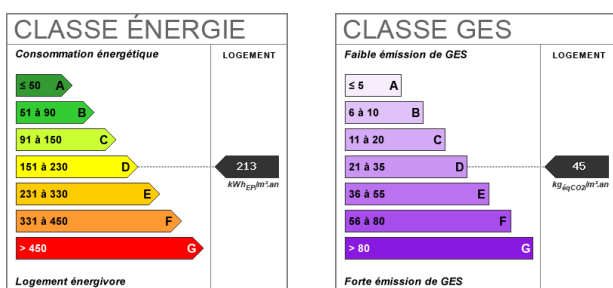 CLASSE ÉNERGIE
Consommation énergétique
LOGEMENT
≤ 50 A
51 à 90 B
91 à 150 C
151 à 230 D
213
kWhEP/m².an
231 à 330 E
331 à 450 F
> 450 G
Logement énergivore
CLASSE GES
Faible émission de GES
LOGEMENT
≤ 5 A
6 à 10 B
11 à 20 C
21 à 35 D
45
kgéqCO2/m².an
36 à 55 E
56 à 80 F
> 80 G
Forte émission de GES